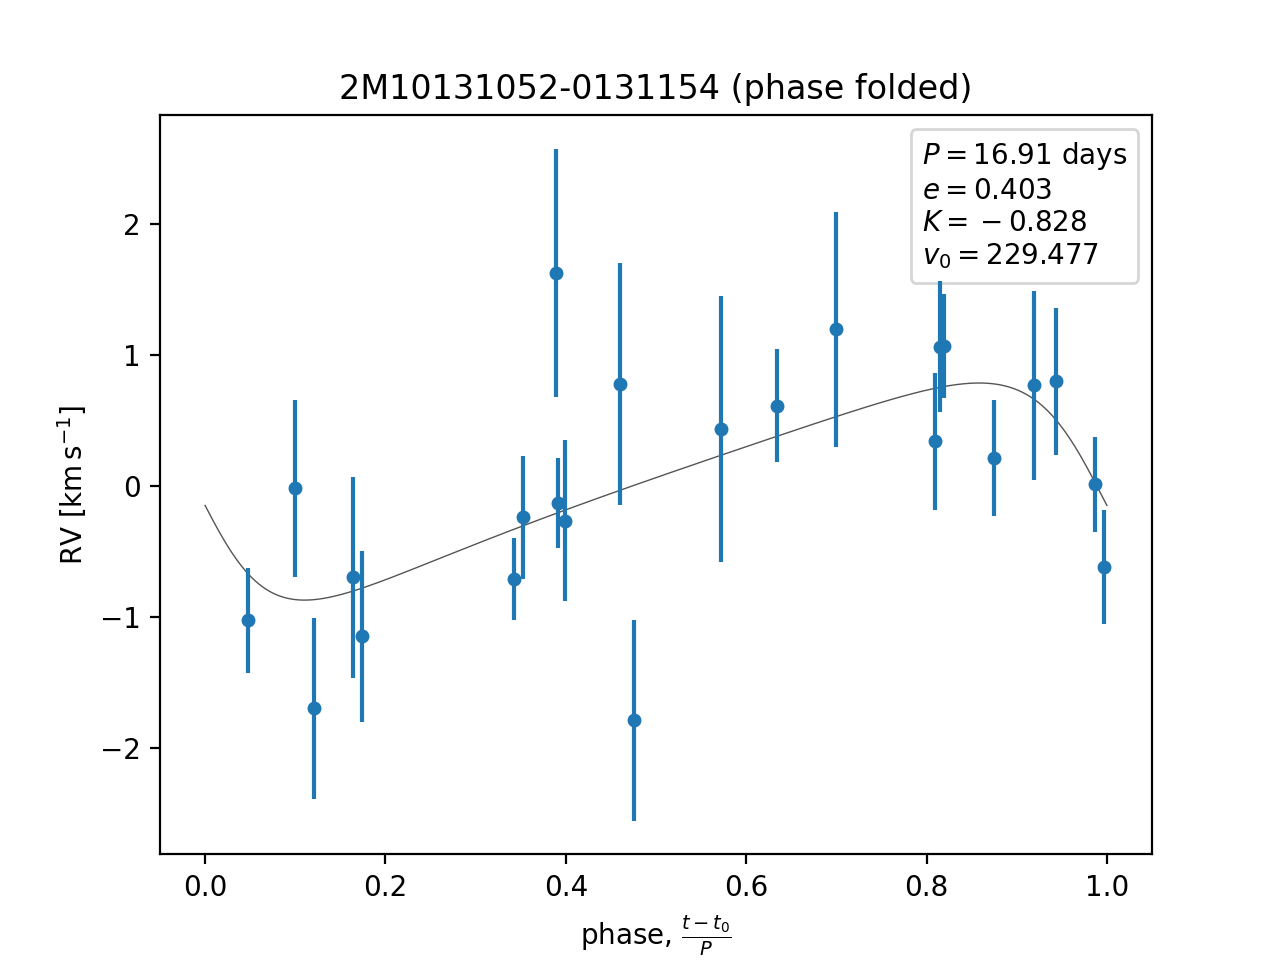 2M10131052-0131154 (phase folded)
P = 16.91 days
e = 0.403
K = − 0.828
v₀ = 229.477
RV [km s⁻¹]
2
1
0
−1
−2
0.0 0.2 0.4 0.6 0.8 1.0
phase, (t − t₀)/P